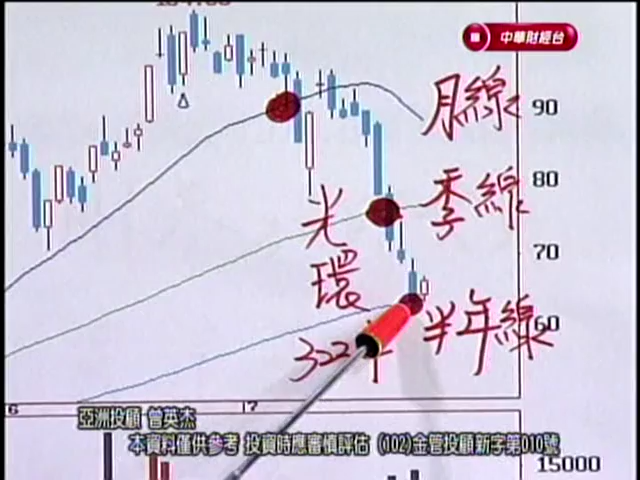 中華財經台
月線
90
80
季線
70
光環
半年線
60
6
17
亞洲投顧 曾英杰
本資料僅供參考 投資時應審慎評估 (102)金管投顧新字第010號
15000